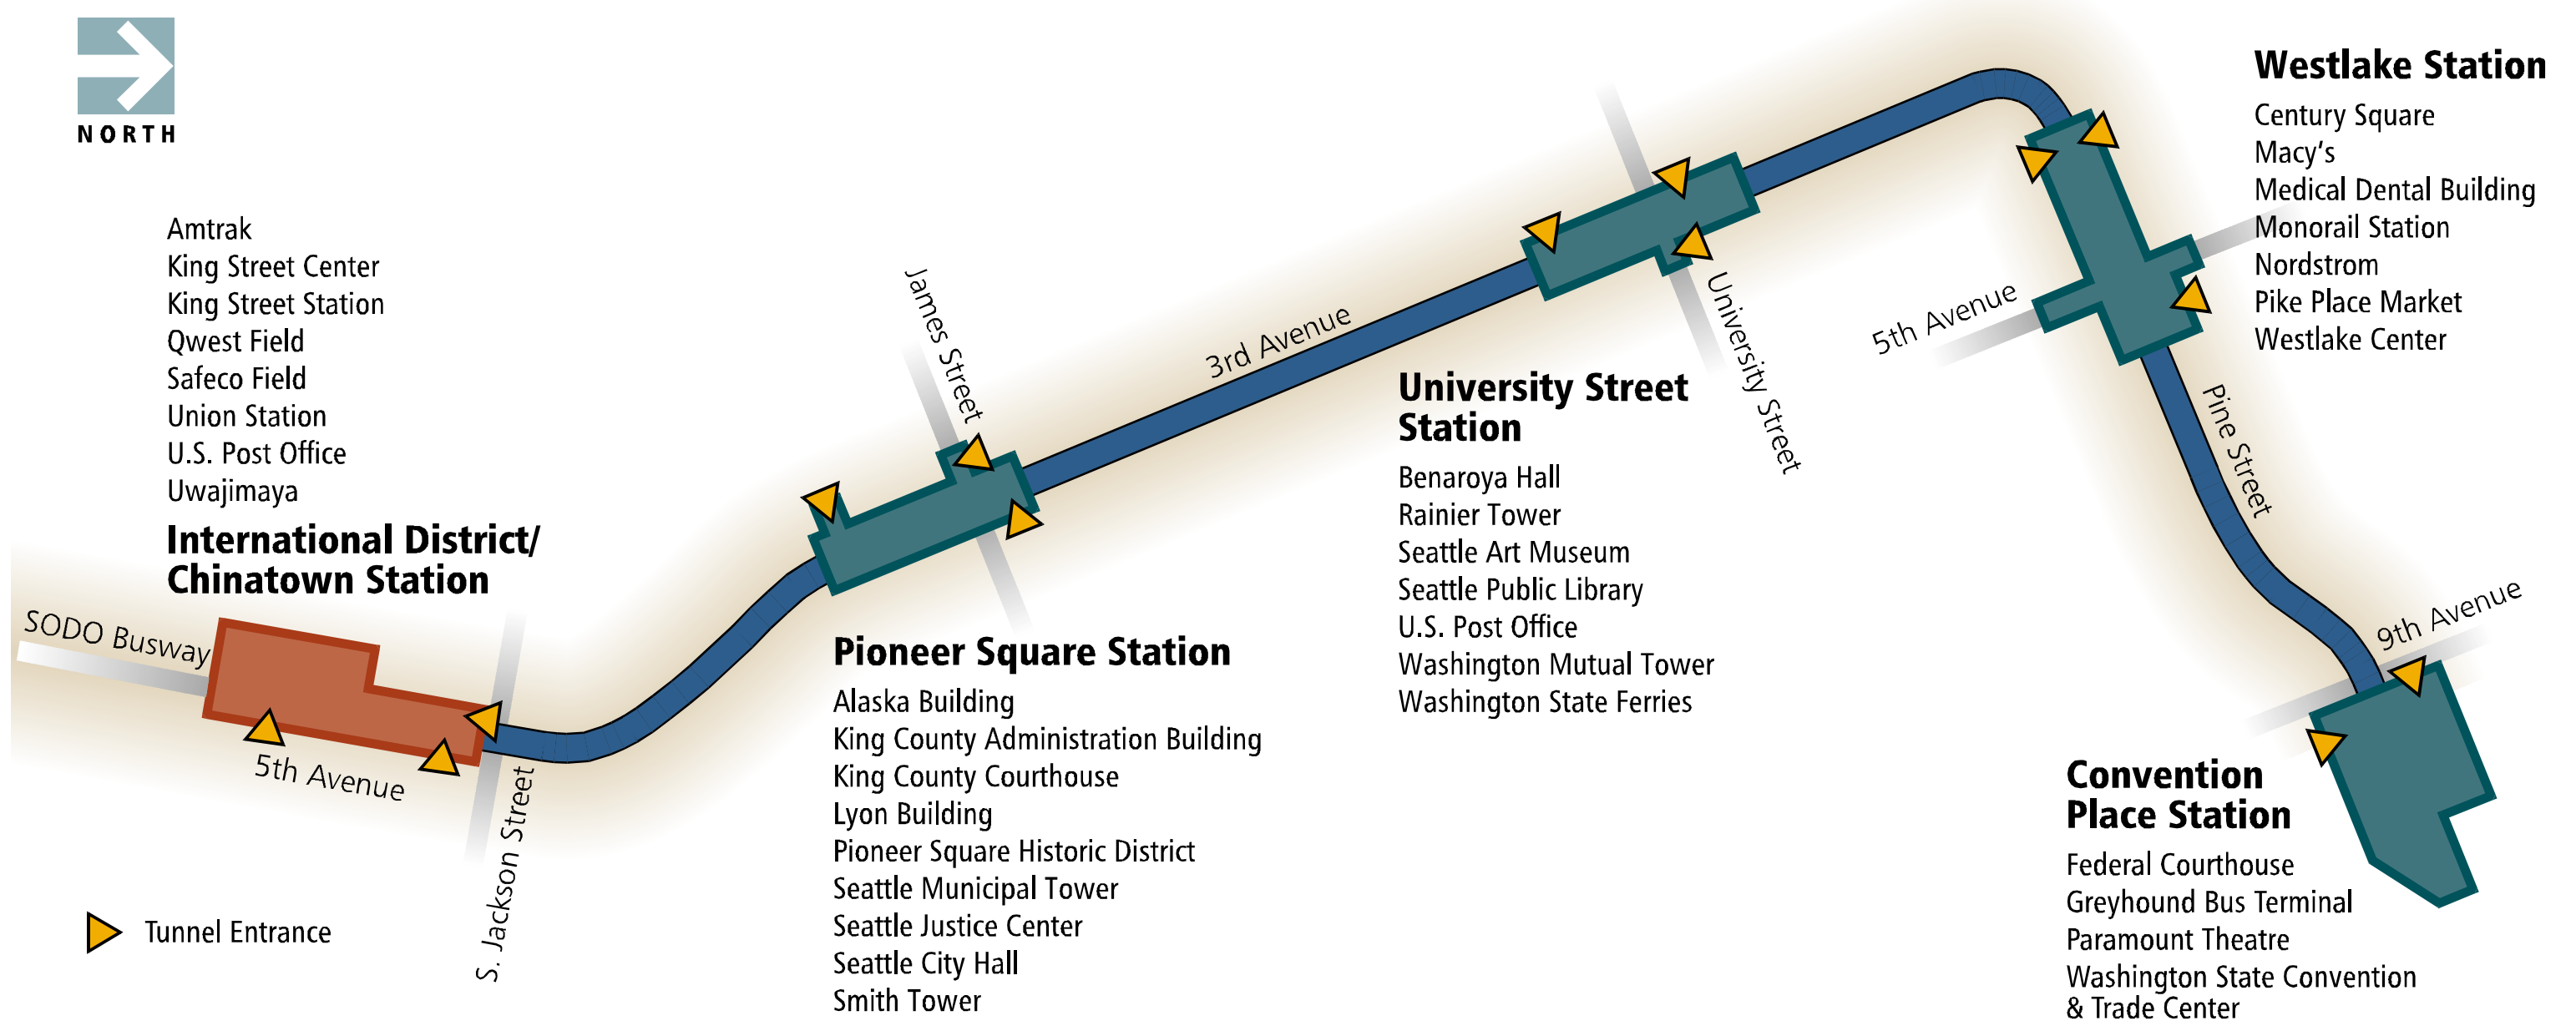 NORTH
Amtrak
King Street Center
King Street Station
Qwest Field
Safeco Field
Union Station
U.S. Post Office
Uwajimaya
International District/
Chinatown Station
SODO Busway
5th Avenue
S. Jackson Street
Tunnel Entrance
James Street
Pioneer Square Station
Alaska Building
King County Administration Building
King County Courthouse
Lyon Building
Pioneer Square Historic District
Seattle Municipal Tower
Seattle Justice Center
Seattle City Hall
Smith Tower
3rd Avenue
University Street
University Street
Station
Benaroya Hall
Rainier Tower
Seattle Art Museum
Seattle Public Library
U.S. Post Office
Washington Mutual Tower
Washington State Ferries
5th Avenue
Westlake Station
Century Square
Macy's
Medical Dental Building
Monorail Station
Nordstrom
Pike Place Market
Westlake Center
Pine Street
9th Avenue
Convention
Place Station
Federal Courthouse
Greyhound Bus Terminal
Paramount Theatre
Washington State Convention
& Trade Center